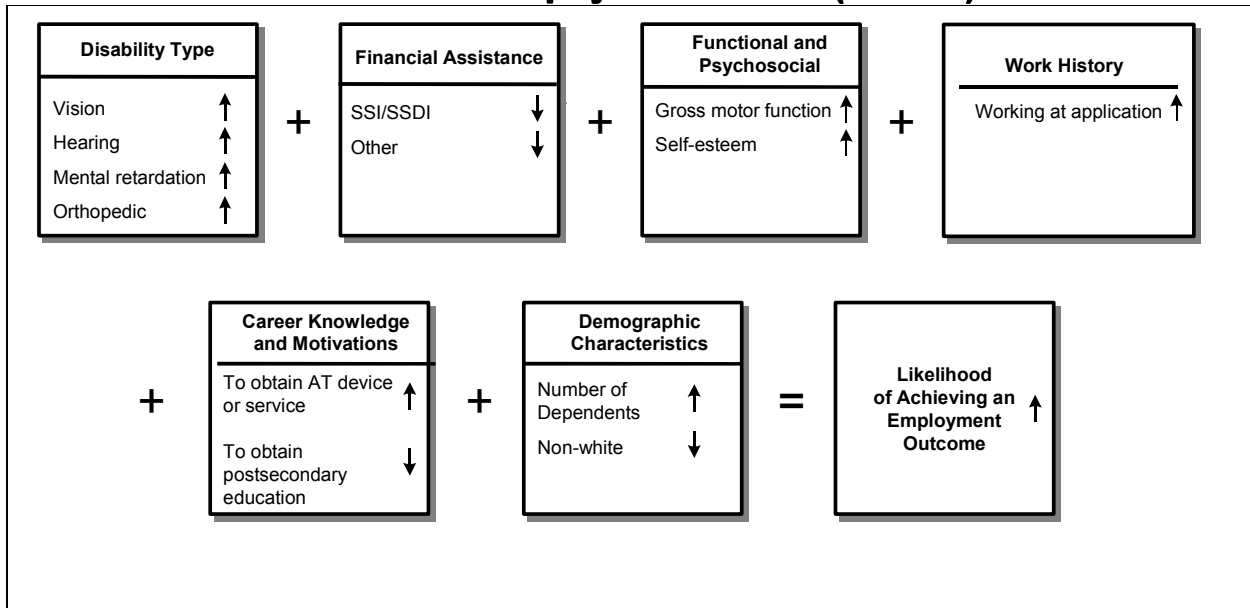 Disability Type
Vision ↑
Hearing ↑
Mental retardation ↑
Orthopedic ↑
+
Financial Assistance
SSI/SSDI ↓
Other ↓
+
Functional and
Psychosocial
Gross motor function ↑
Self-esteem ↑
+
Work History
Working at application ↑
+
Career Knowledge
and Motivations
To obtain AT device
or service ↑
To obtain
postsecondary
education ↓
+
Demographic
Characteristics
Number of
Dependents ↑
Non-white ↓
=
Likelihood
of Achieving an
Employment
Outcome ↑